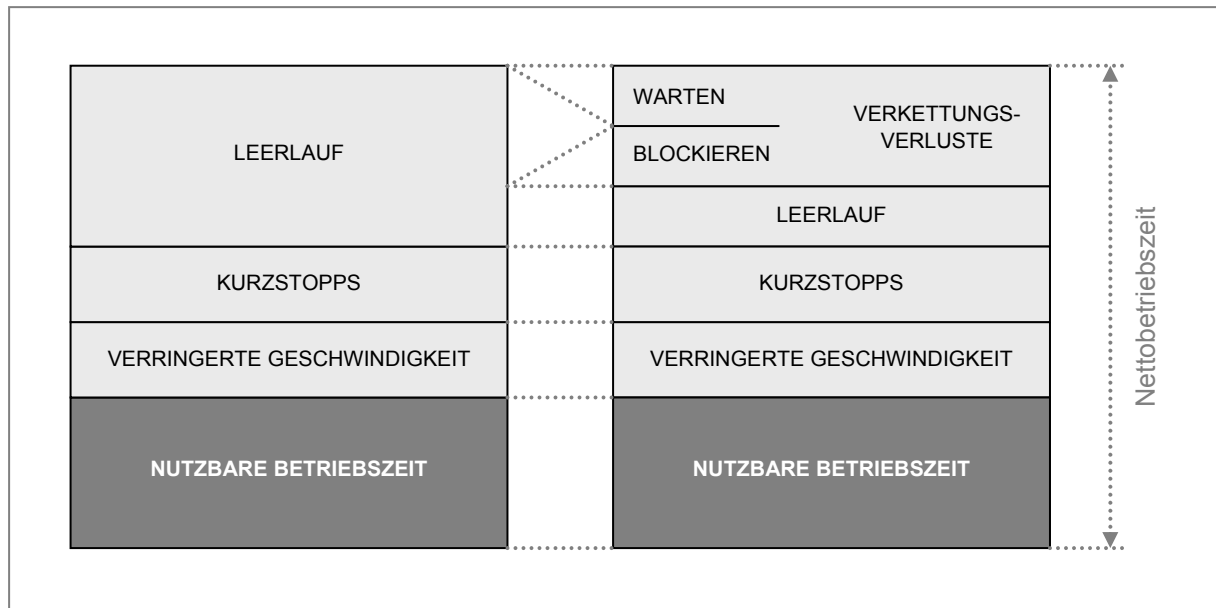 LEERLAUF
KURZSTOPPS
VERRINGERTE GESCHWINDIGKEIT
NUTZBARE BETRIEBSZEIT
WARTEN
BLOCKIEREN
VERKETTUNGS-
VERLUSTE
LEERLAUF
KURZSTOPPS
VERRINGERTE GESCHWINDIGKEIT
NUTZBARE BETRIEBSZEIT
Nettobetriebszeit